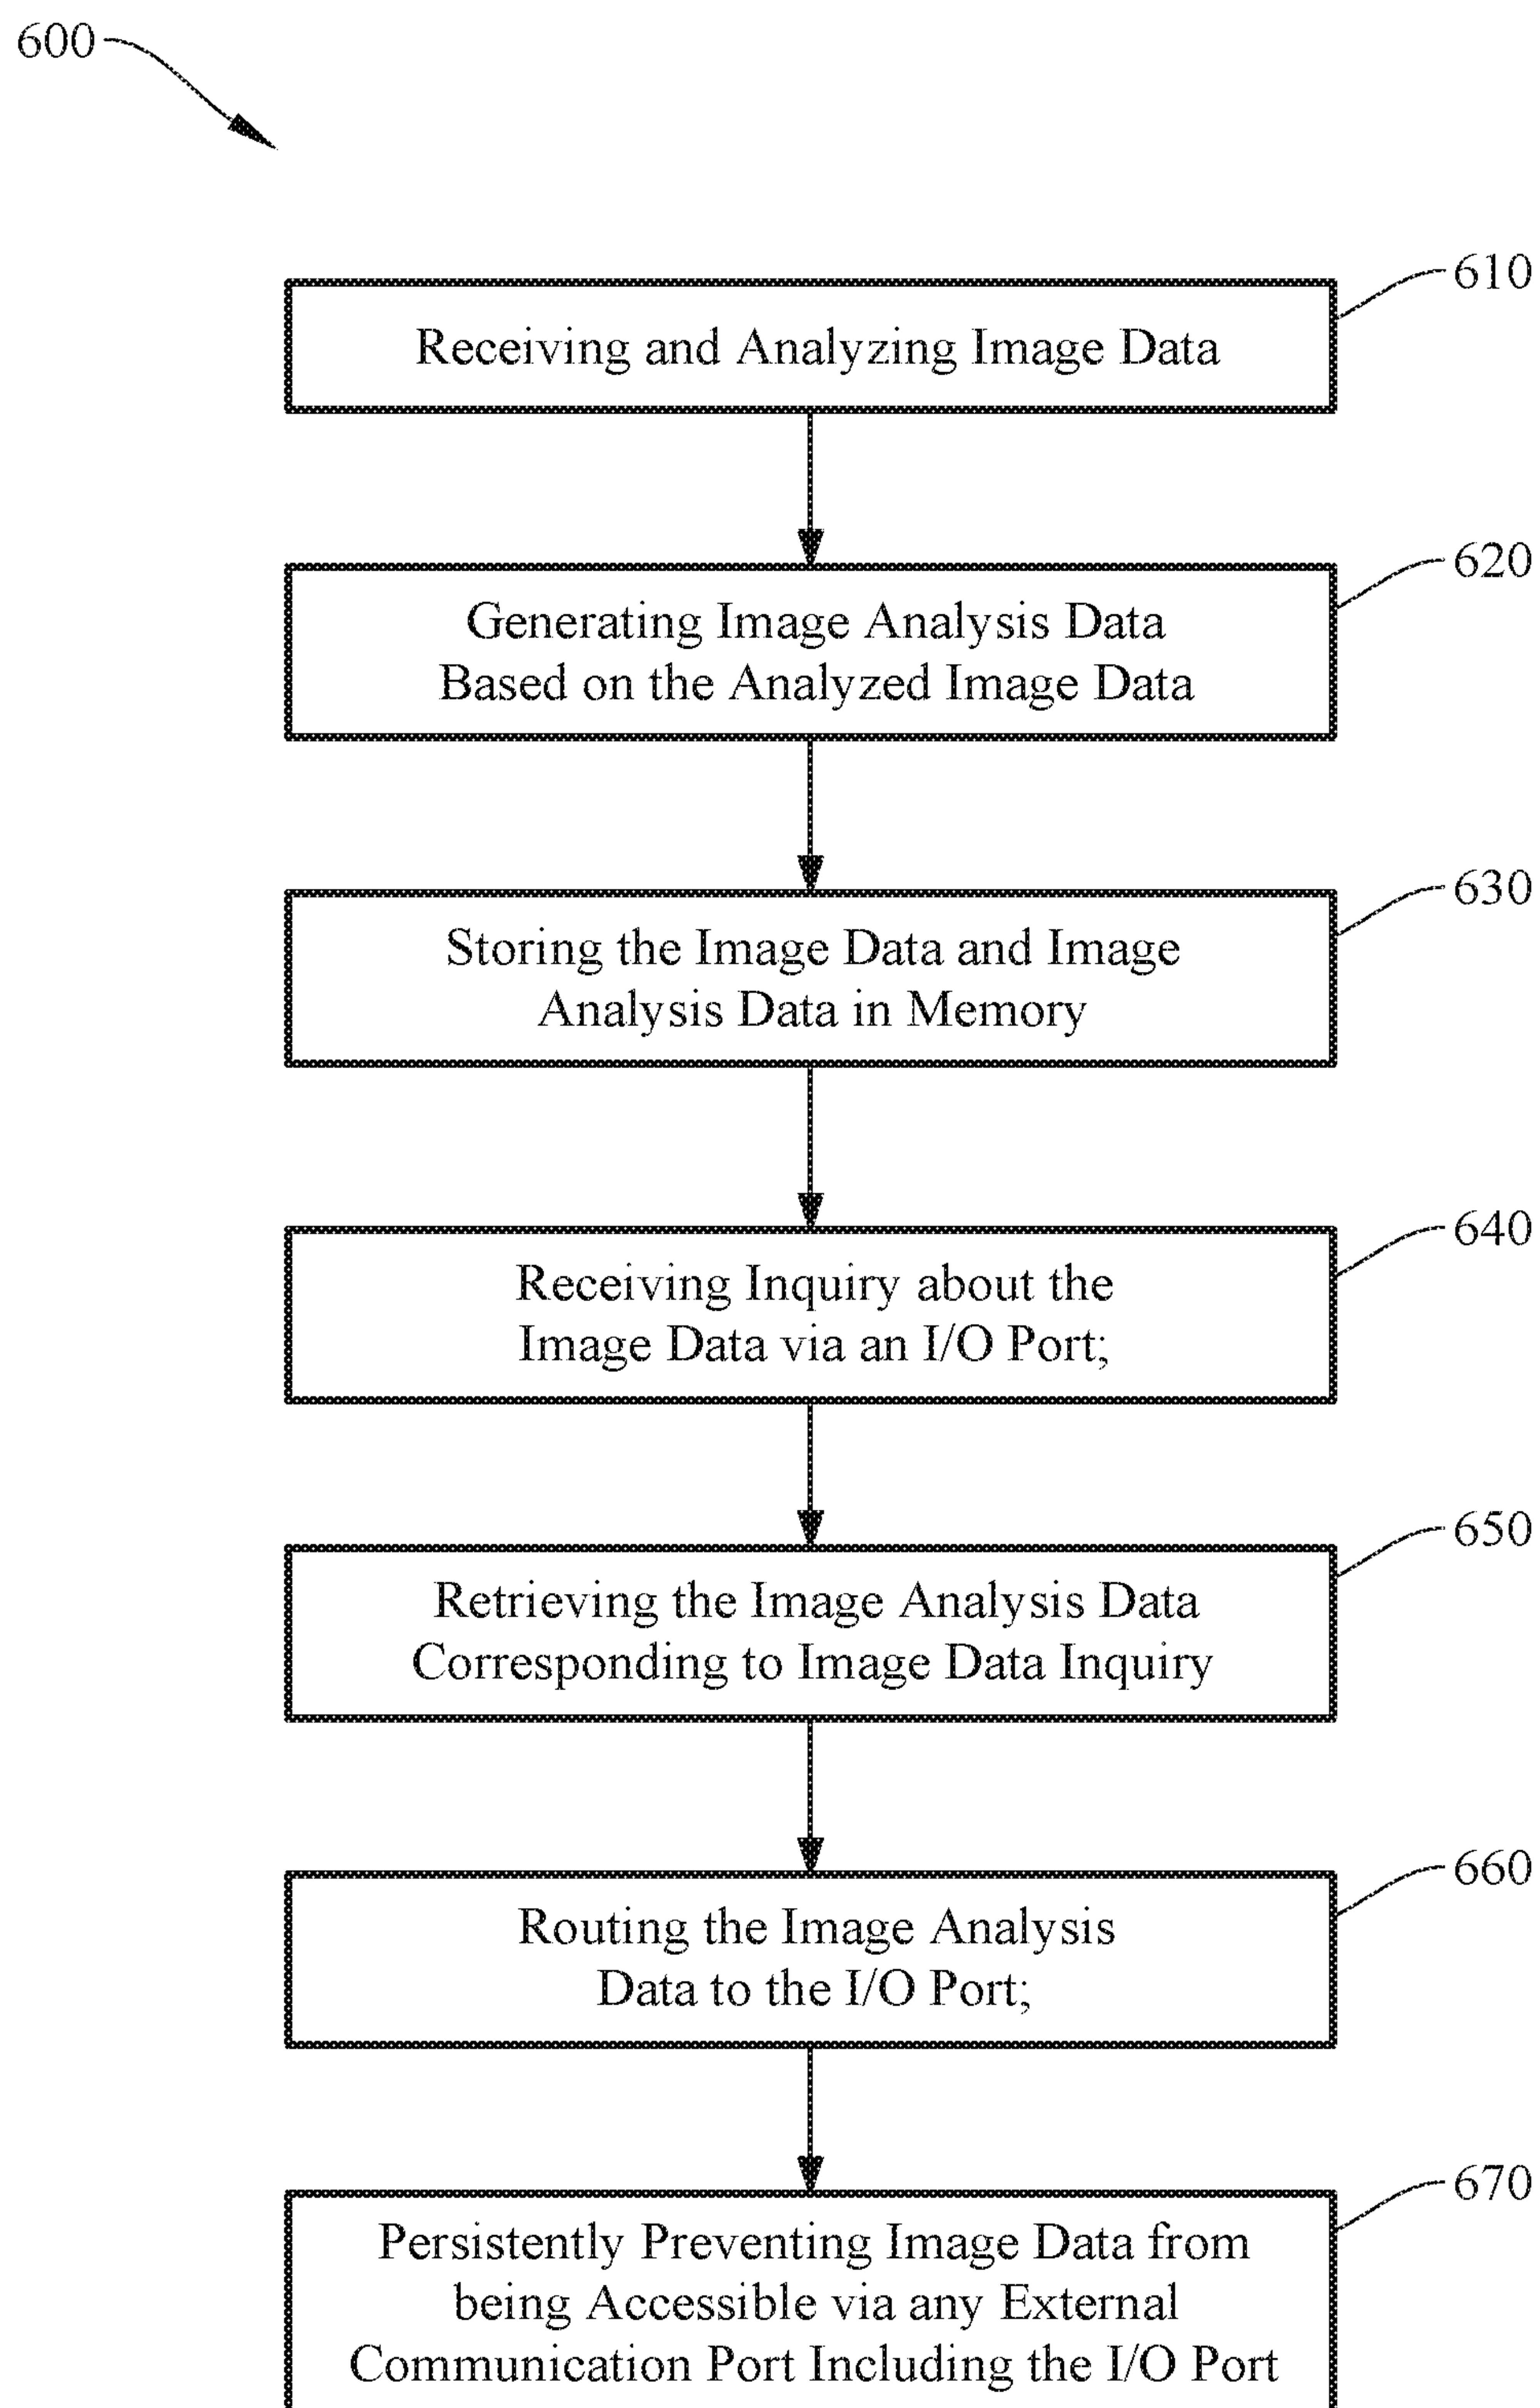 600
610
Receiving and Analyzing Image Data
620
Generating Image Analysis Data
Based on the Analyzed Image Data
630
Storing the Image Data and Image
Analysis Data in Memory
640
Receiving Inquiry about the
Image Data via an I/O Port;
650
Retrieving the Image Analysis Data
Corresponding to Image Data Inquiry
660
Routing the Image Analysis
Data to the I/O Port;
670
Persistently Preventing Image Data from
being Accessible via any External
Communication Port Including the I/O Port